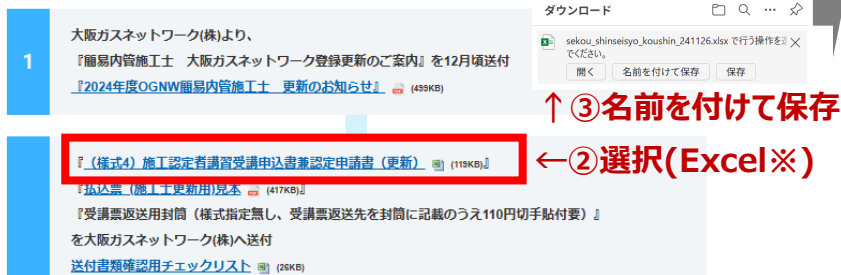 ダウンロード
sekou_shinseisyo_koushin_241126.xlsx で行う操作を選
でください。
開く 名前を付けて保存 保存
↑③名前を付けて保存
1
大阪ガスネットワーク(株)より、
『簡易内管施工士 大阪ガスネットワーク登録更新のご案内』を12月頃送付
『2024年度OGNW簡易内管施工士 更新のお知らせ』 (459KB)
『（様式4）施工認定者講習受講申込書兼認定申請書（更新） (115KB)』
←②選択(Excel※)
『払込票（施工士更新用)見本 (417KB)』
『受講票返送用封筒（様式指定無し、受講票返送先を封筒に記載のうえ110円切手貼付要）』
を大阪ガスネットワーク(株)へ送付
送付書類確認用チェックリスト (26KB)